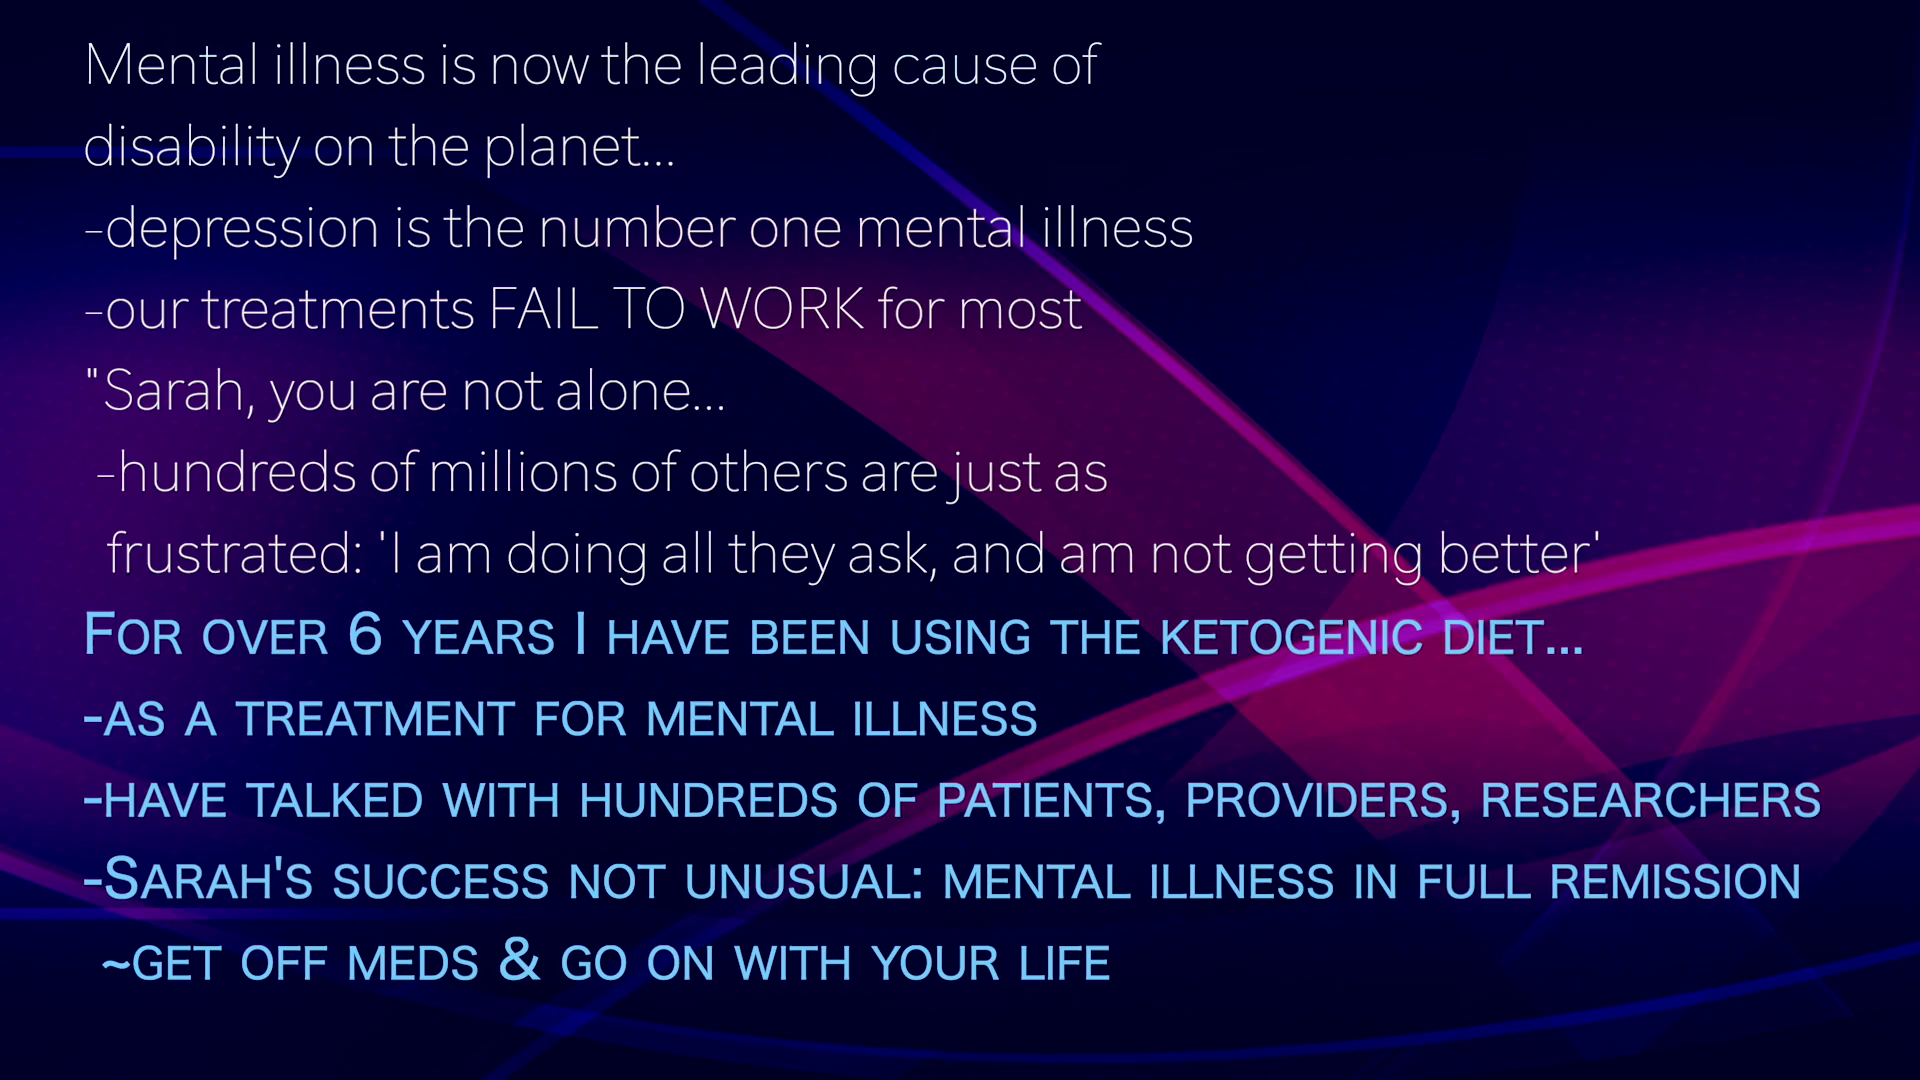 Mental illness is now the leading cause of
disability on the planet...
-depression is the number one mental illness
-our treatments FAIL TO WORK for most
"Sarah, you are not alone...
-hundreds of millions of others are just as
frustrated: 'I am doing all they ask, and am not getting better'
FOR OVER 6 YEARS I HAVE BEEN USING THE KETOGENIC DIET...
-AS A TREATMENT FOR MENTAL ILLNESS
-HAVE TALKED WITH HUNDREDS OF PATIENTS, PROVIDERS, RESEARCHERS
-SARAH'S SUCCESS NOT UNUSUAL: MENTAL ILLNESS IN FULL REMISSION
~GET OFF MEDS & GO ON WITH YOUR LIFE